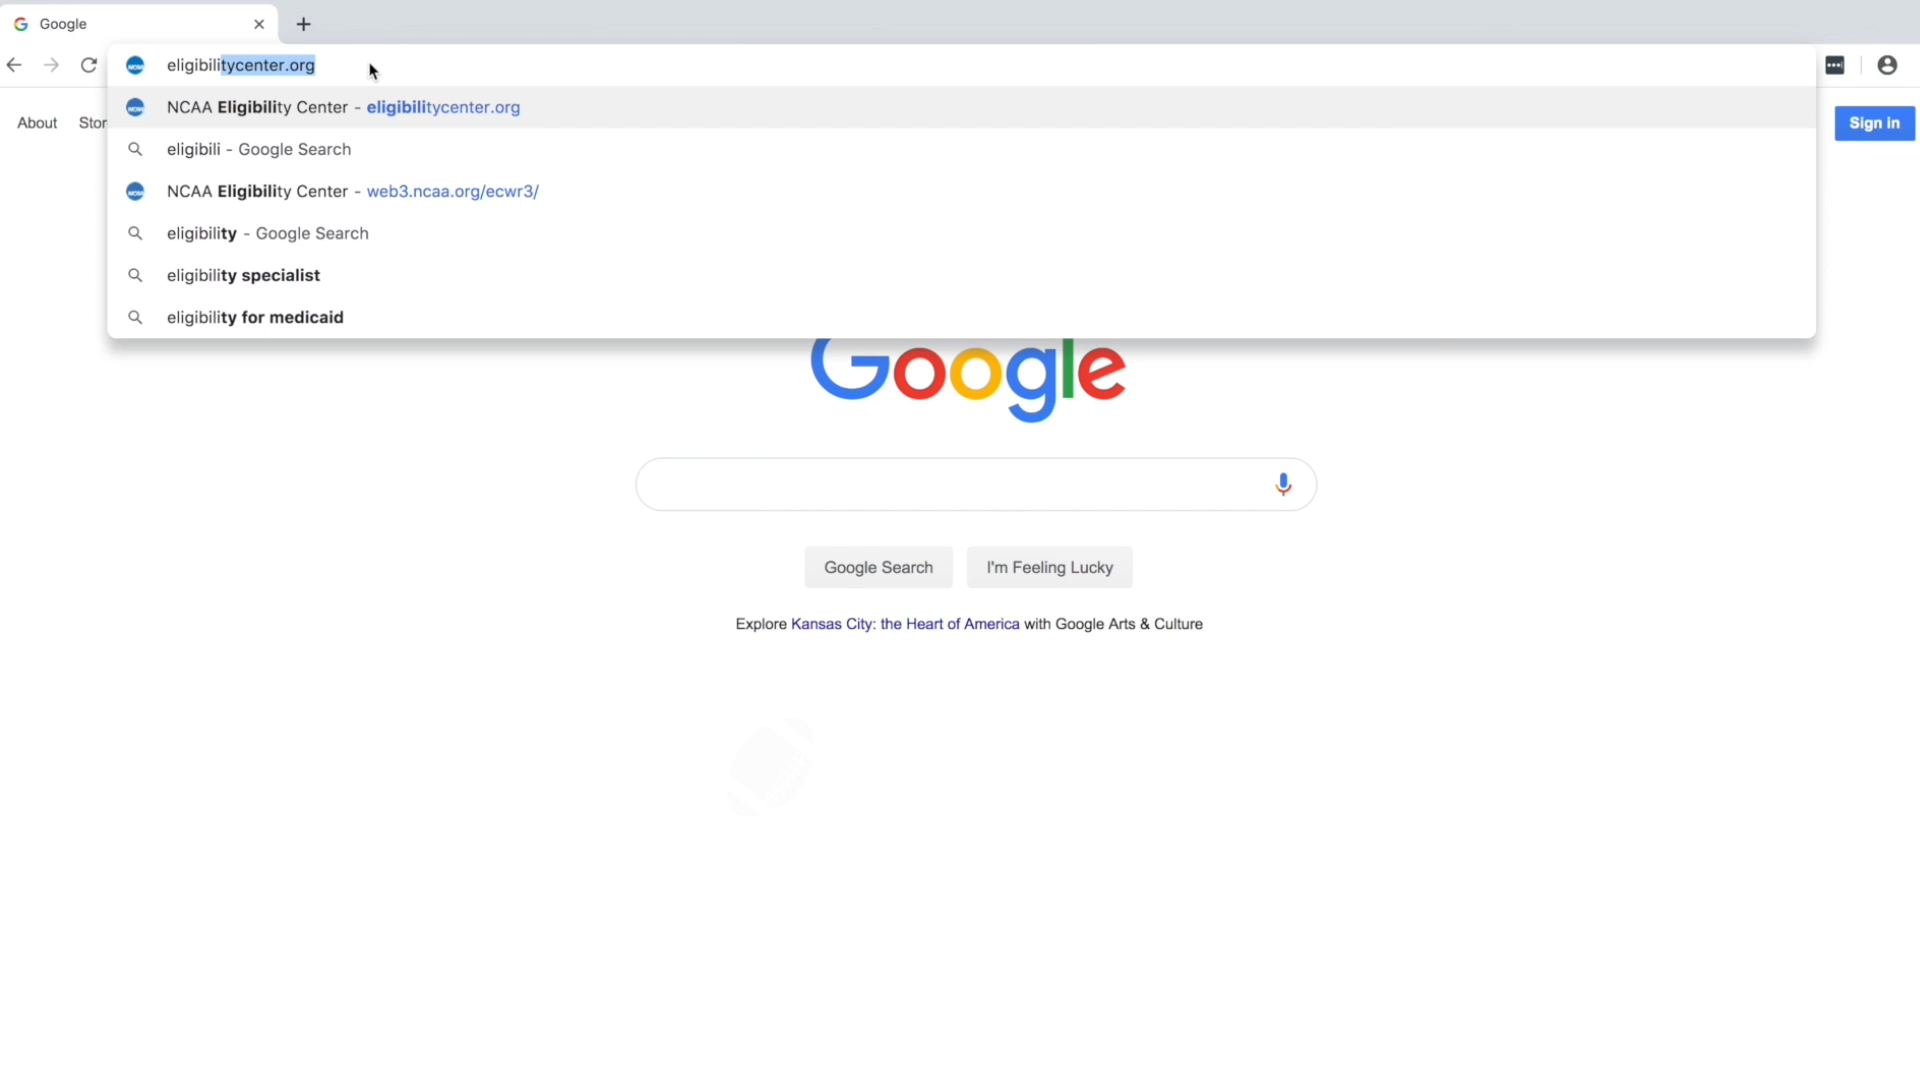 Google
eligibilitycenter.org
NCAA Eligibility Center - eligibilitycenter.org
About Stor
Sign in
eligibili - Google Search
NCAA Eligibility Center - web3.ncaa.org/ecwr3/
eligibility - Google Search
eligibility specialist
eligibility for medicaid
Google
Google Search I'm Feeling Lucky
Explore Kansas City: the Heart of America with Google Arts & Culture